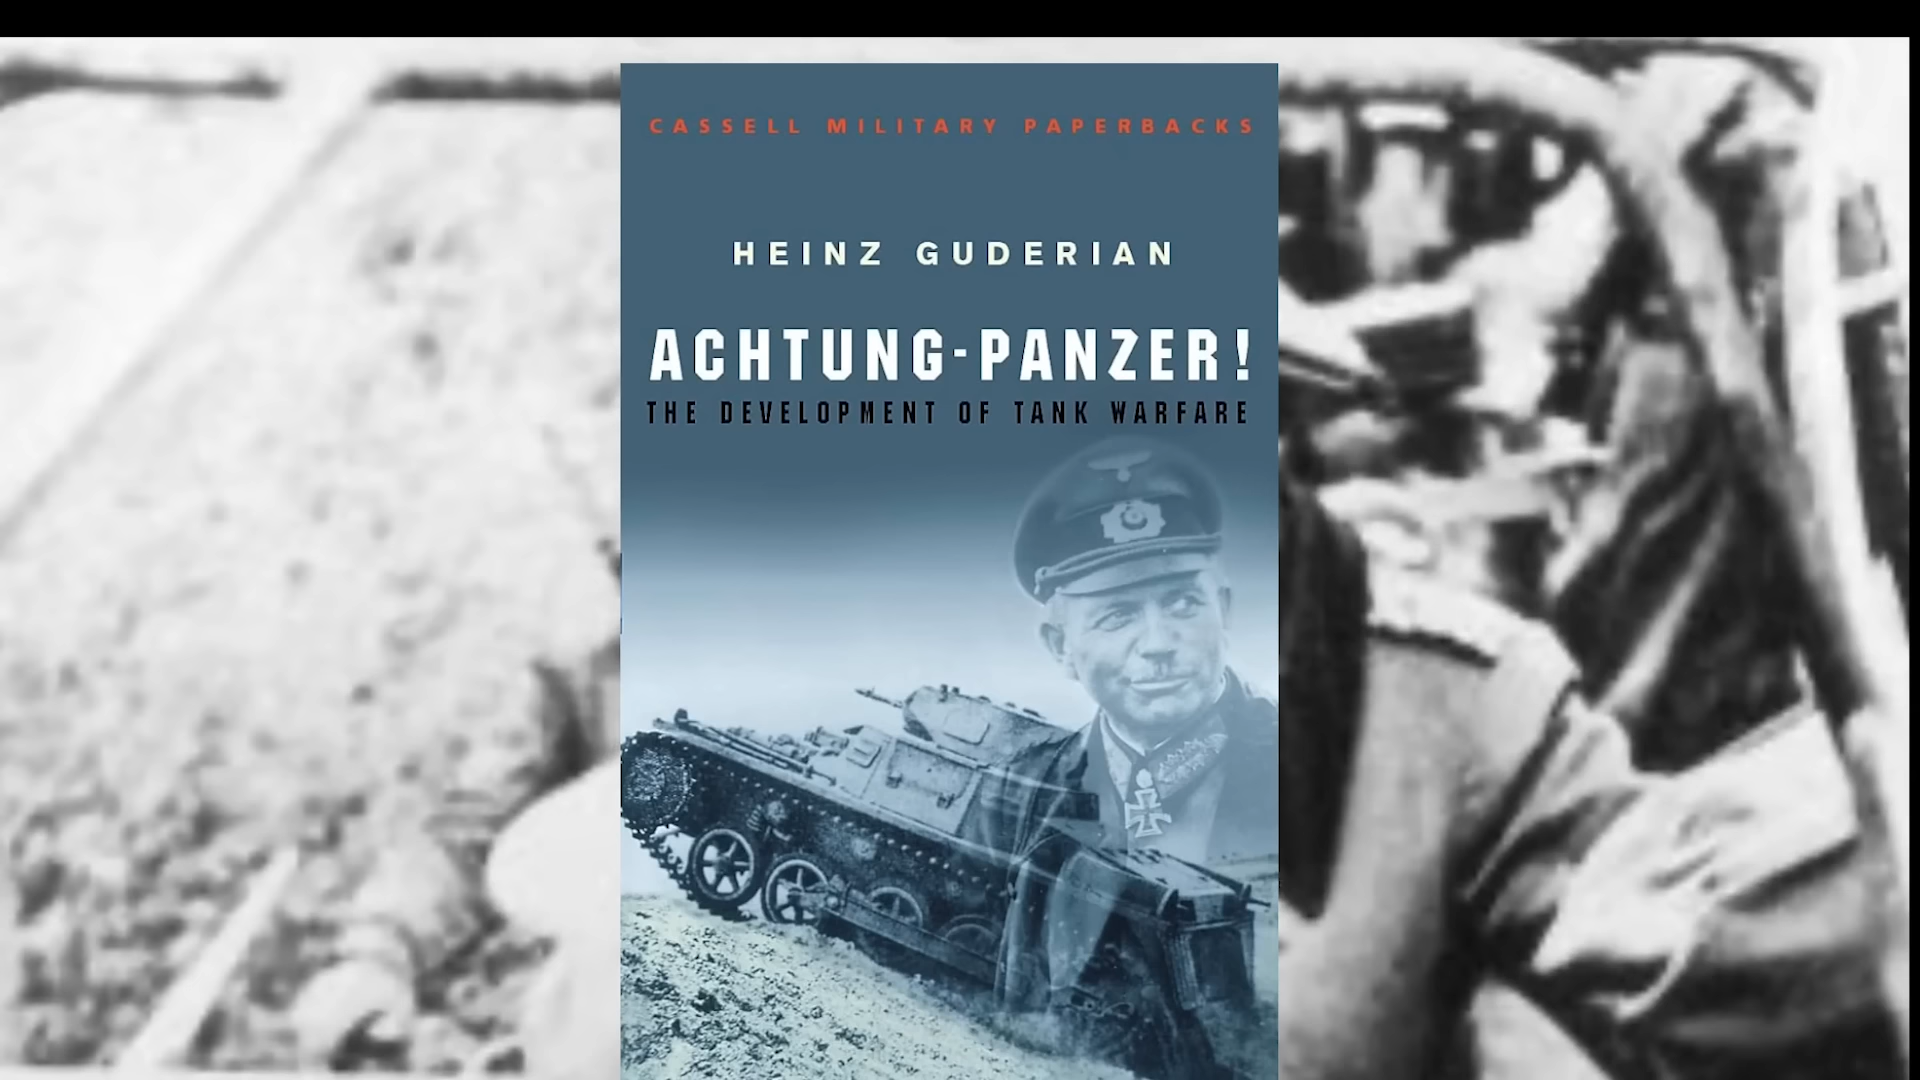 CASSELL MILITARY PAPERBACKS
HEINZ GUDERIAN
ACHTUNG-PANZER!
THE DEVELOPMENT OF TANK WARFARE